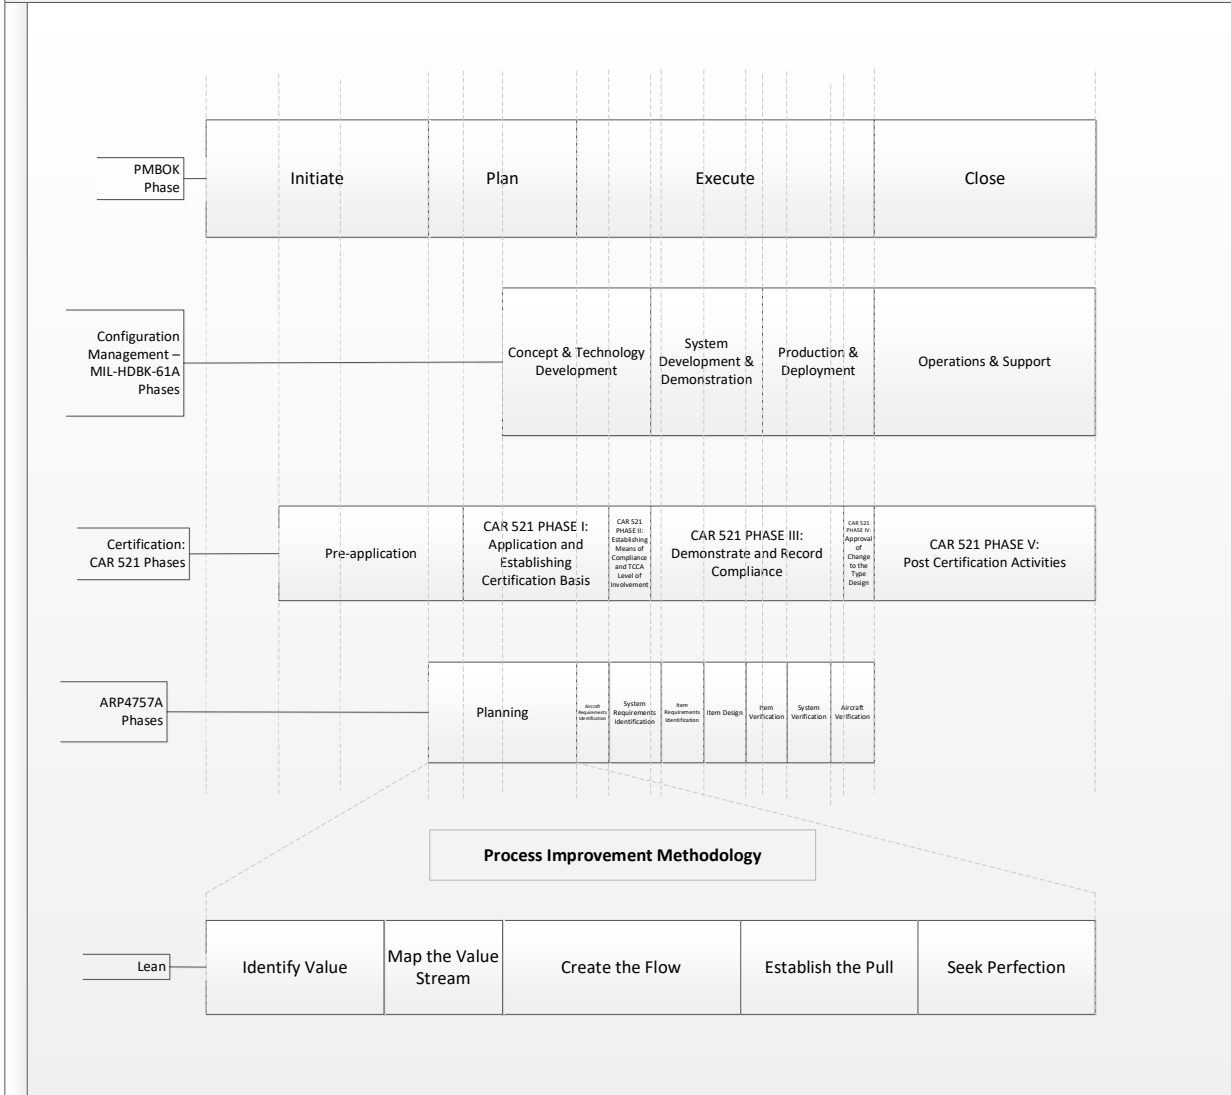 PMBOK
Phase
Initiate
Plan
Execute
Close
Configuration
Management –
MIL-HDBK-61A
Phases
Concept & Technology
Development
System
Development &
Demonstration
Production &
Deployment
Operations & Support
Certification:
CAR 521 Phases
Pre-application
CAR 521 PHASE I:
Application and
Establishing
Certification Basis
CAR 521
PHASE II:
Establishing
Means of
Compliance
and TCCA
Level of
Involvement
CAR 521 PHASE III:
Demonstrate and Record
Compliance
CAR 521
PHASE IV:
Approval
of
Change
to the
Type
Design
CAR 521 PHASE V:
Post Certification Activities
ARP4757A
Phases
Planning
Aircraft
Requirements
Identification
System
Requirements
Identification
Item
Requirements
Identification
Item Design
Item
Verification
System
Verification
Aircraft
Verification
Process Improvement Methodology
Lean
Identify Value
Map the Value
Stream
Create the Flow
Establish the Pull
Seek Perfection